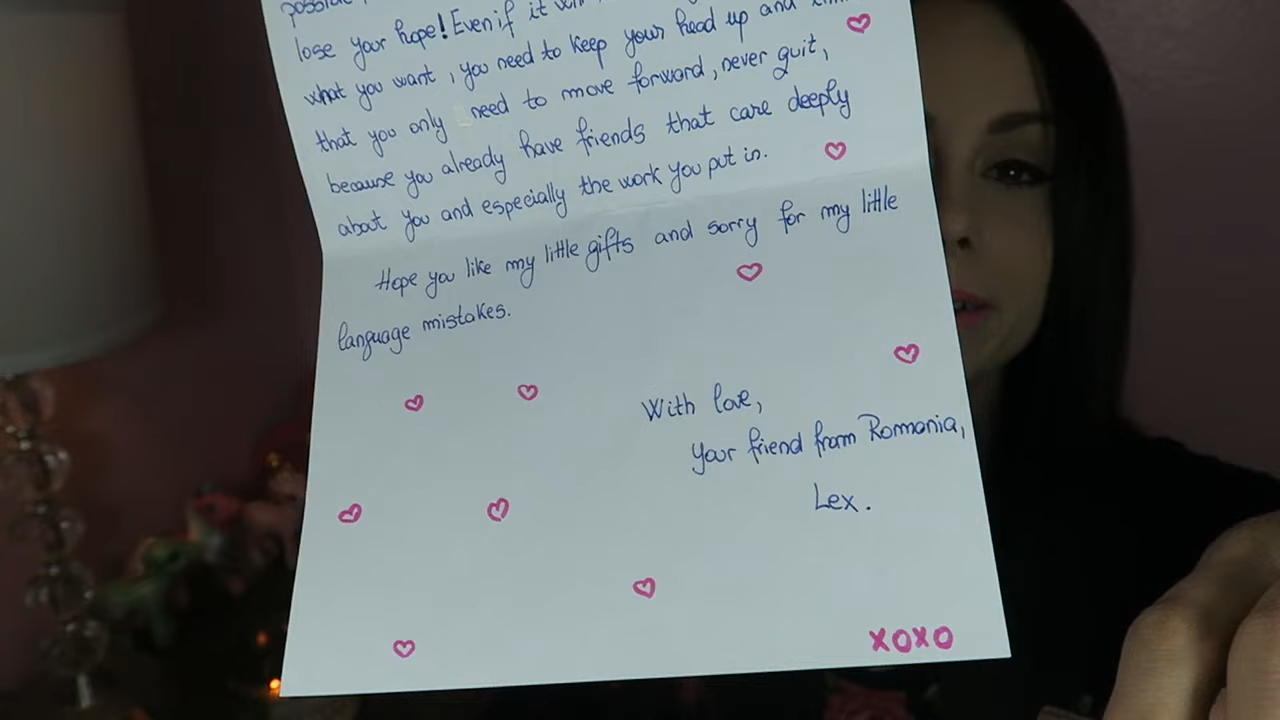 lose your hope! Even if it
what you want, you need to keep your head up and
that you only need to move forward, never quit,
because you already have friends that care deeply
about you and especially the work you put in.
Hope you like my little gifts and sorry for my little
language mistakes.
With love,
your friend from Romania,
Lex.
XOXO